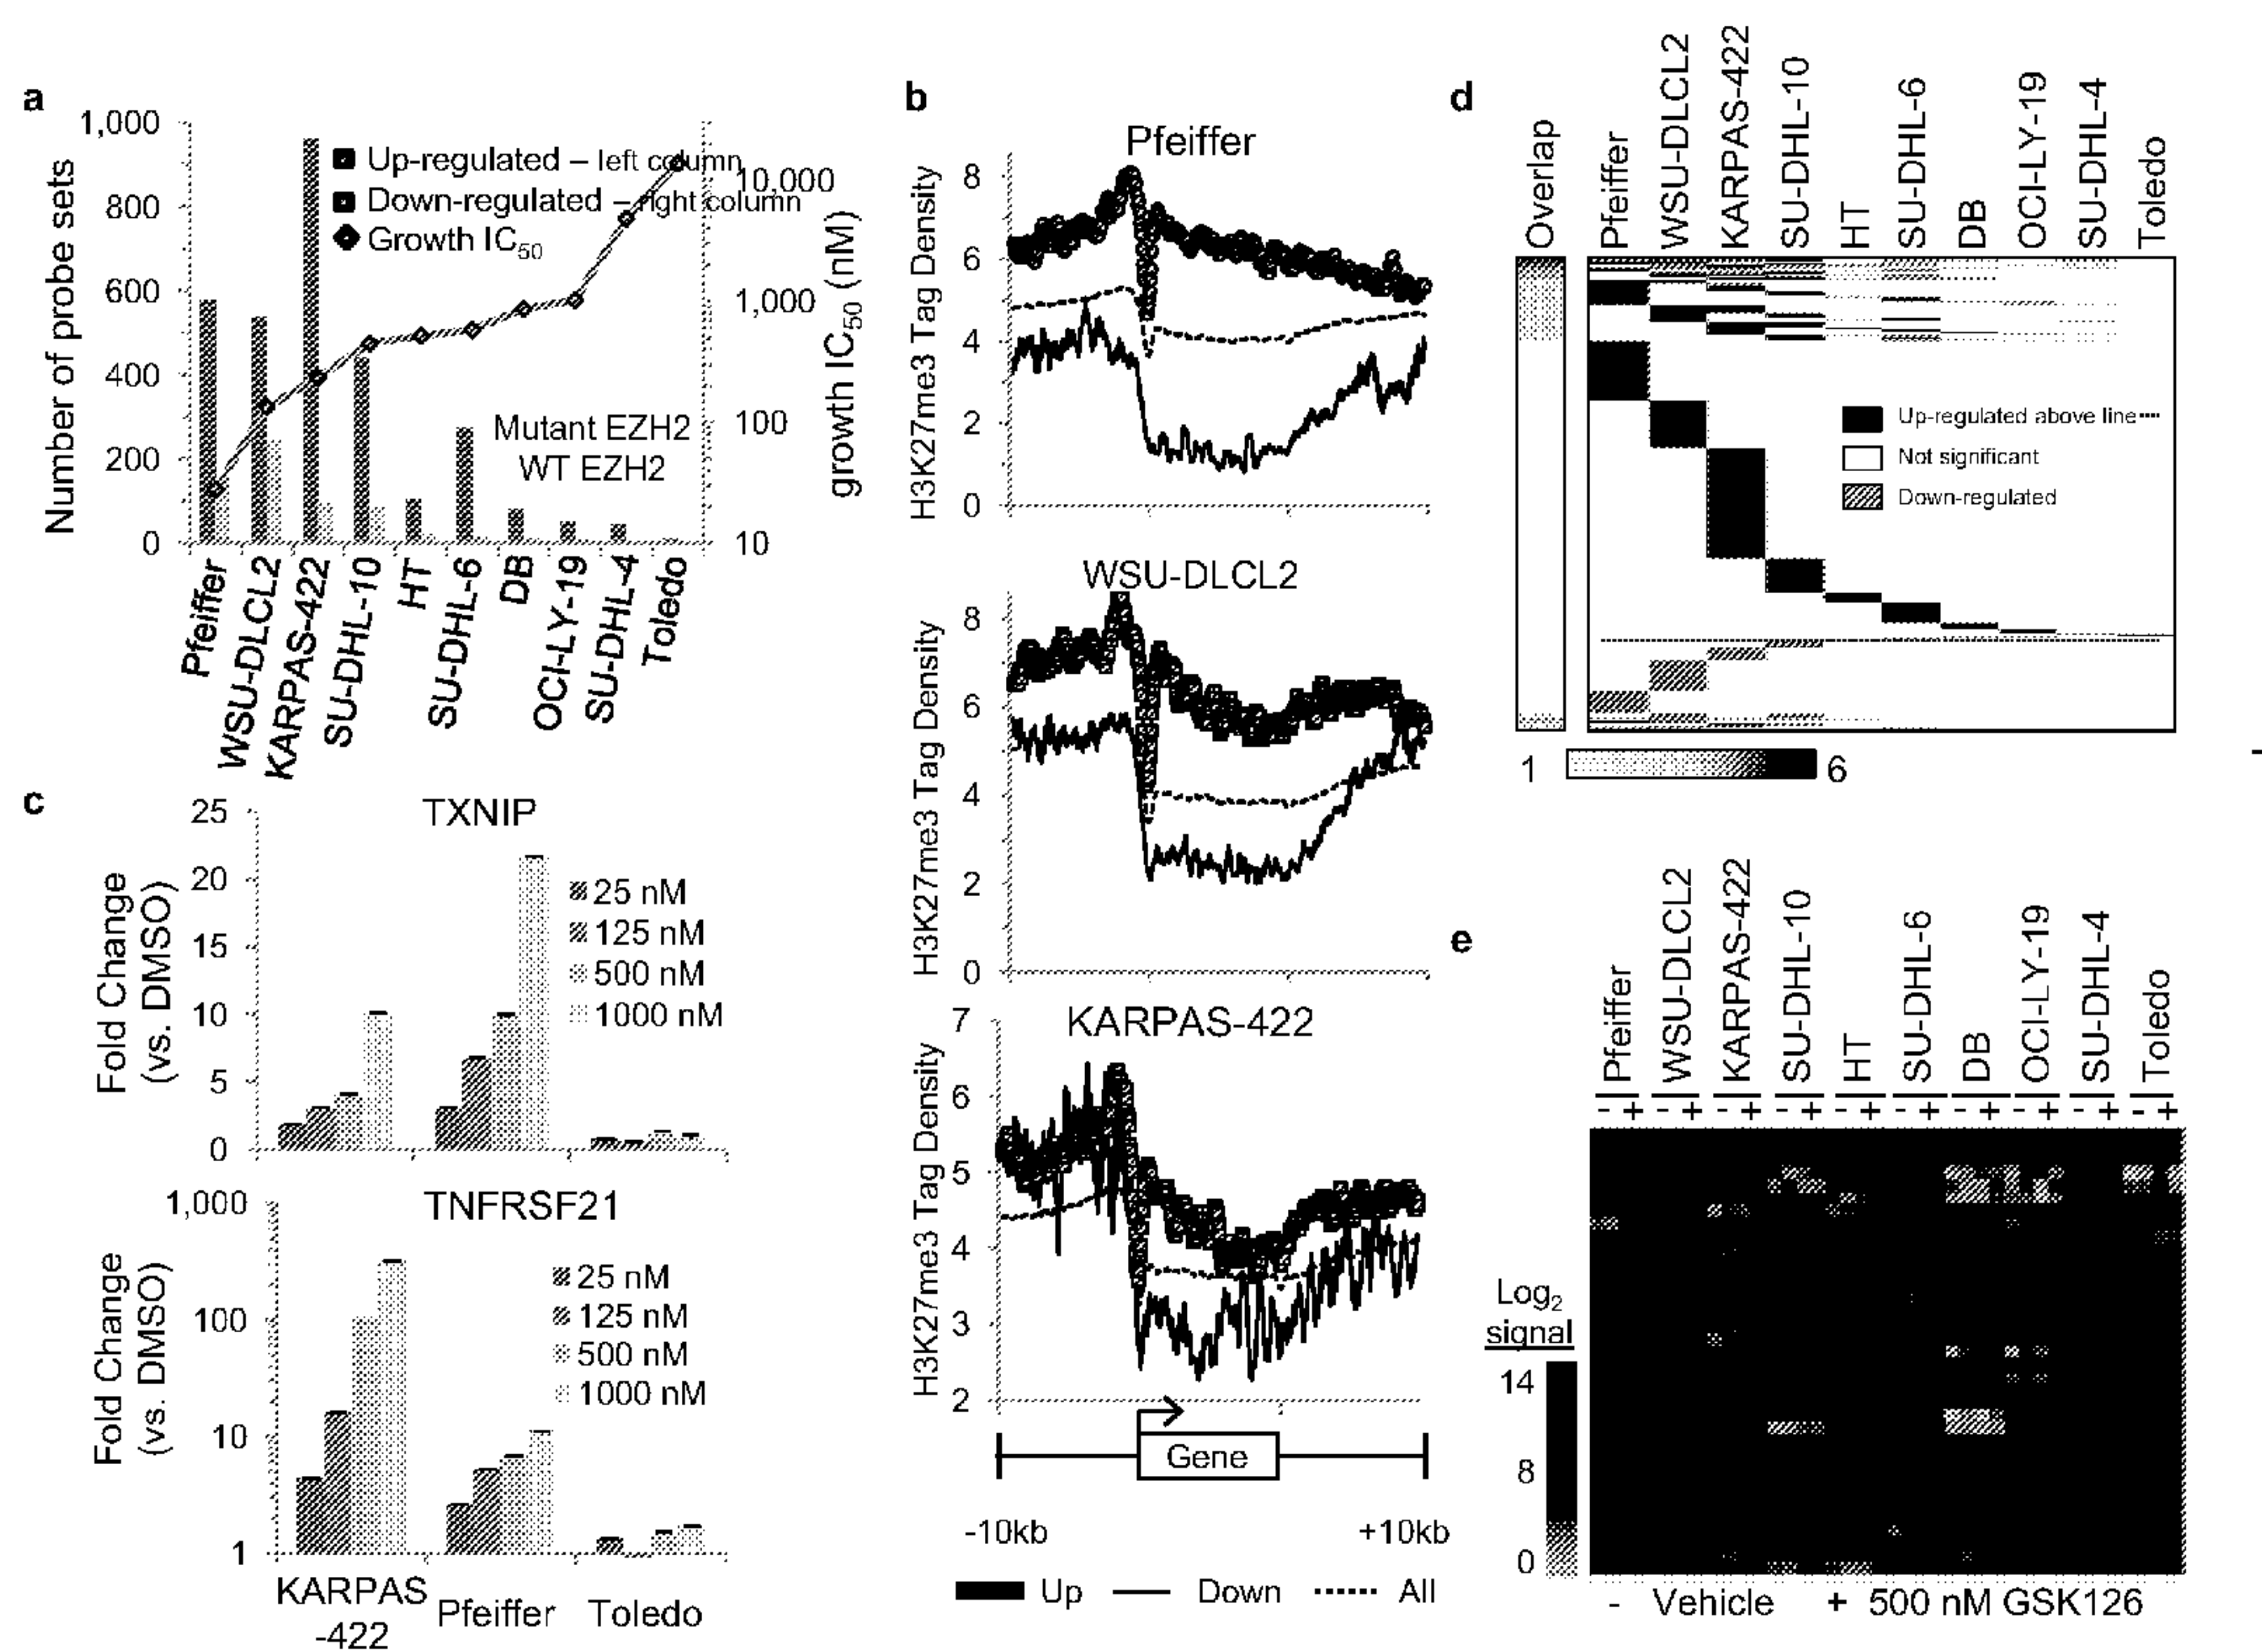 a
1,000
800
600
400
200
0
Number of probe sets
Up-regulated – left column
Down-regulated – right column
Growth IC50
Mutant EZH2
WT EZH2
10,000
1,000
100
10
growth IC50 (nM)
Pfeiffer
WSU-DLCL2
KARPAS-422
SU-DHL-10
HT
SU-DHL-6
DB
OCI-LY-19
SU-DHL-4
Toledo
b
Pfeiffer
H3K27me3 Tag Density
8
6
4
2
0
WSU-DLCL2
H3K27me3 Tag Density
8
6
4
2
0
KARPAS-422
H3K27me3 Tag Density
7
6
5
4
3
2
Gene
-10kb
+10kb
Up
Down
All
c
TXNIP
Fold Change
(vs. DMSO)
25
20
15
10
5
0
25 nM
125 nM
500 nM
1000 nM
TNFRSF21
Fold Change
(vs. DMSO)
1,000
100
10
1
25 nM
125 nM
500 nM
1000 nM
KARPAS
-422
Pfeiffer
Toledo
d
Overlap
Pfeiffer
WSU-DLCL2
KARPAS-422
SU-DHL-10
HT
SU-DHL-6
DB
OCI-LY-19
SU-DHL-4
Toledo
Up-regulated above line
Not significant
Down-regulated
1
6
e
Pfeiffer
WSU-DLCL2
KARPAS-422
SU-DHL-10
HT
SU-DHL-6
DB
OCI-LY-19
SU-DHL-4
Toledo
- + - + - + - + - + - + - + - + - + - +
Log2
signal
14
8
0
- Vehicle + 500 nM GSK126